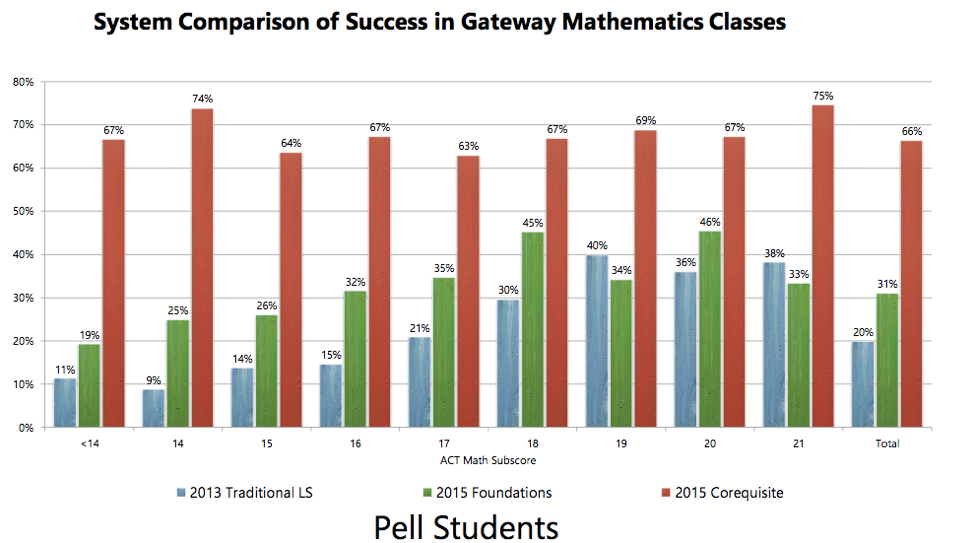 System Comparison of Success in Gateway Mathematics Classes
80%
70%
60%
50%
40%
30%
20%
10%
0%
11% 19% 67%
9% 25% 74%
14% 26% 64%
15% 32% 67%
21% 35% 63%
30% 45% 67%
40% 34% 69%
36% 46% 67%
38% 33% 75%
20% 31% 66%
<14 14 15 16 17 18 19 20 21 Total
ACT Math Subscore
2013 Traditional LS 2015 Foundations 2015 Corequisite
Pell Students